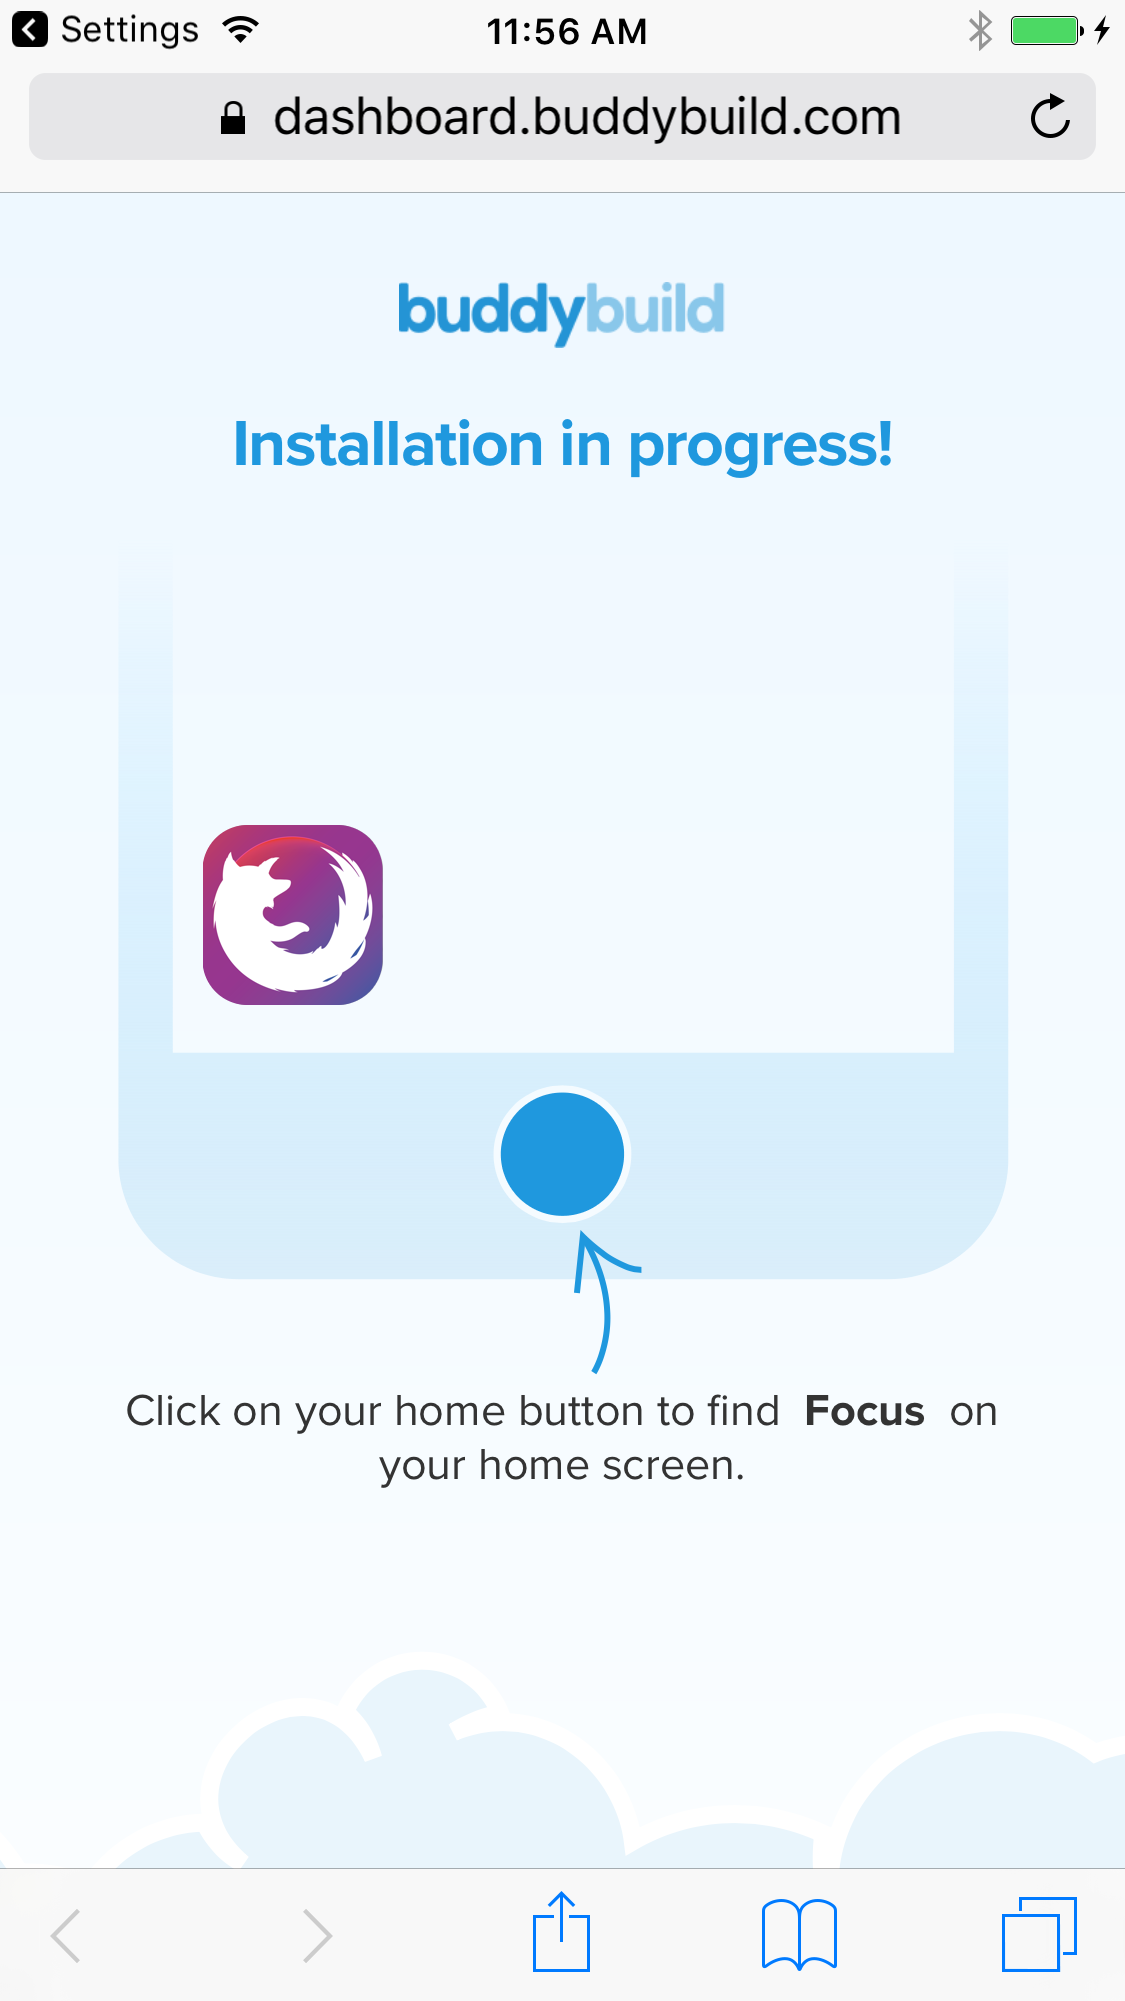 Settings 11:56 AM
dashboard.buddybuild.com
buddybuild
Installation in progress!
Click on your home button to find Focus on
your home screen.